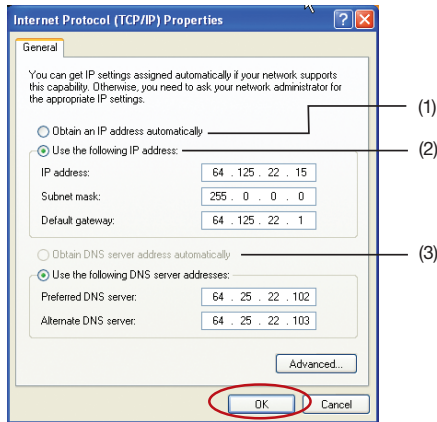 Internet Protocol (TCP/IP) Properties
General
You can get IP settings assigned automatically if your network supports
this capability. Otherwise, you need to ask your network administrator for
the appropriate IP settings.
Obtain an IP address automatically (1)
Use the following IP address: (2)
IP address: 64 . 125 . 22 . 15
Subnet mask: 255 . 0 . 0 . 0
Default gateway: 64 . 125 . 22 . 1
Obtain DNS server address automatically (3)
Use the following DNS server addresses:
Preferred DNS server: 64 . 25 . 22 . 102
Alternate DNS server: 64 . 25 . 22 . 103
Advanced...
OK Cancel